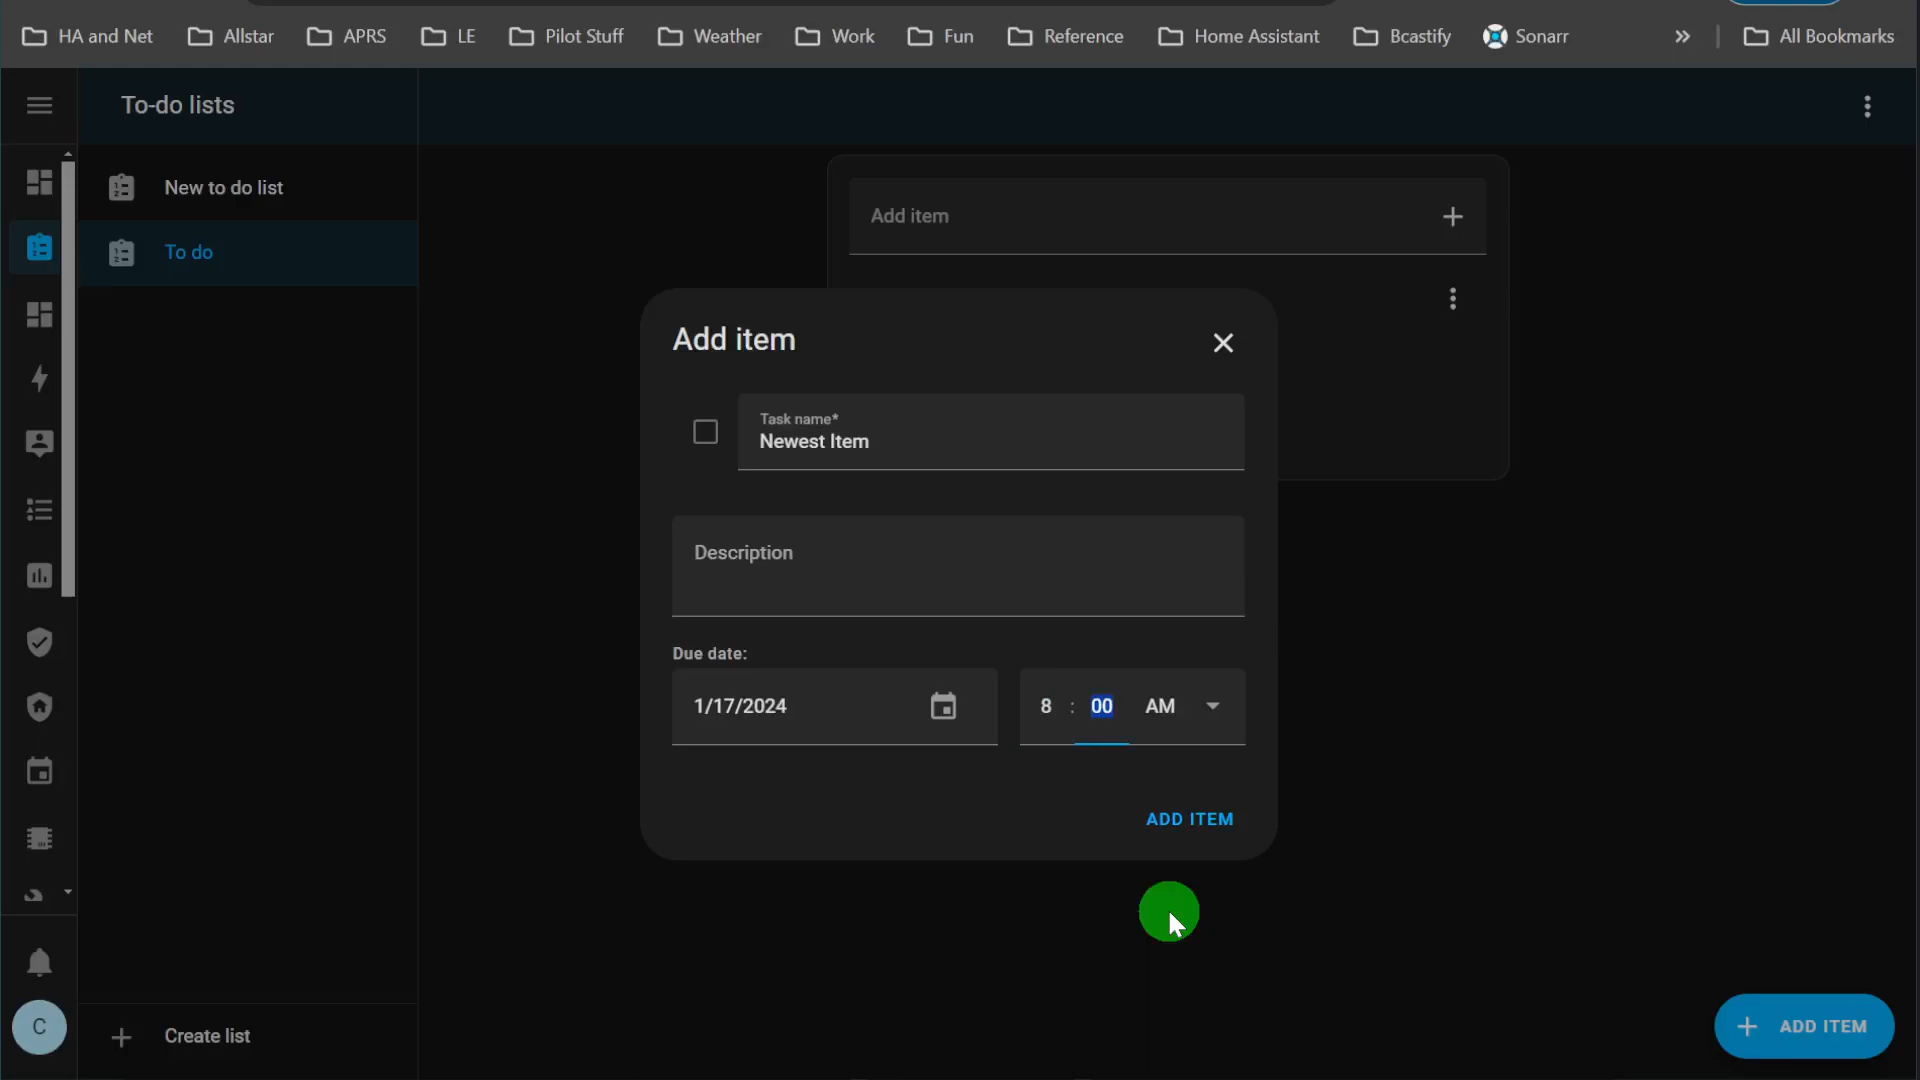 HA and Net
Allstar
APRS
LE
Pilot Stuff
Weather
Work
Fun
Reference
Home Assistant
Bcastify
Sonarr
»
All Bookmarks
To-do lists
New to do list
To do
Add item
Add item
Task name*
Newest Item
Description
Due date:
1/17/2024
8 : 00 AM
ADD ITEM
C
Create list
ADD ITEM